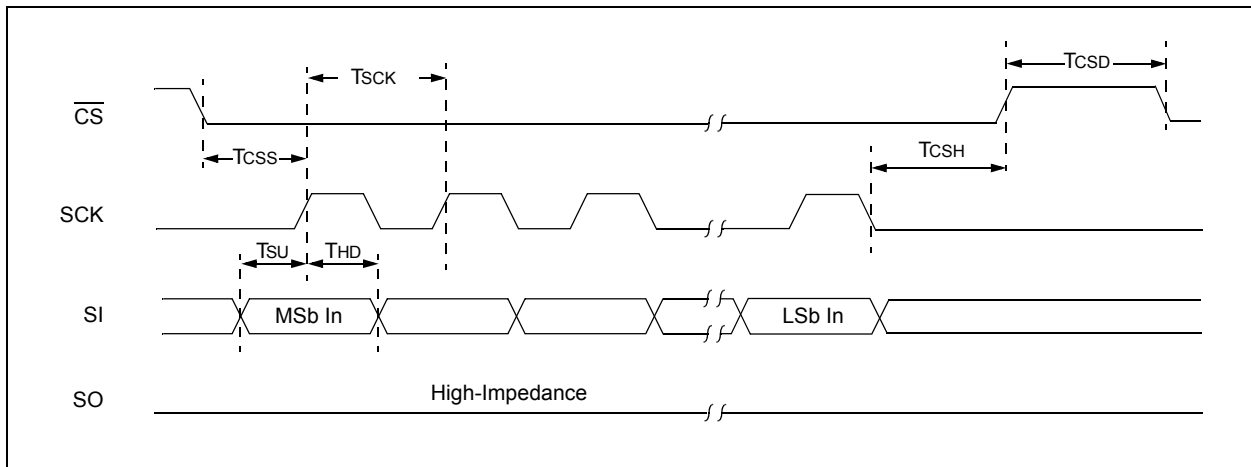 TCSD
TSCK
CS
TCSS
TCSH
SCK
TSU
THD
SI
MSb In
LSb In
High-Impedance
SO